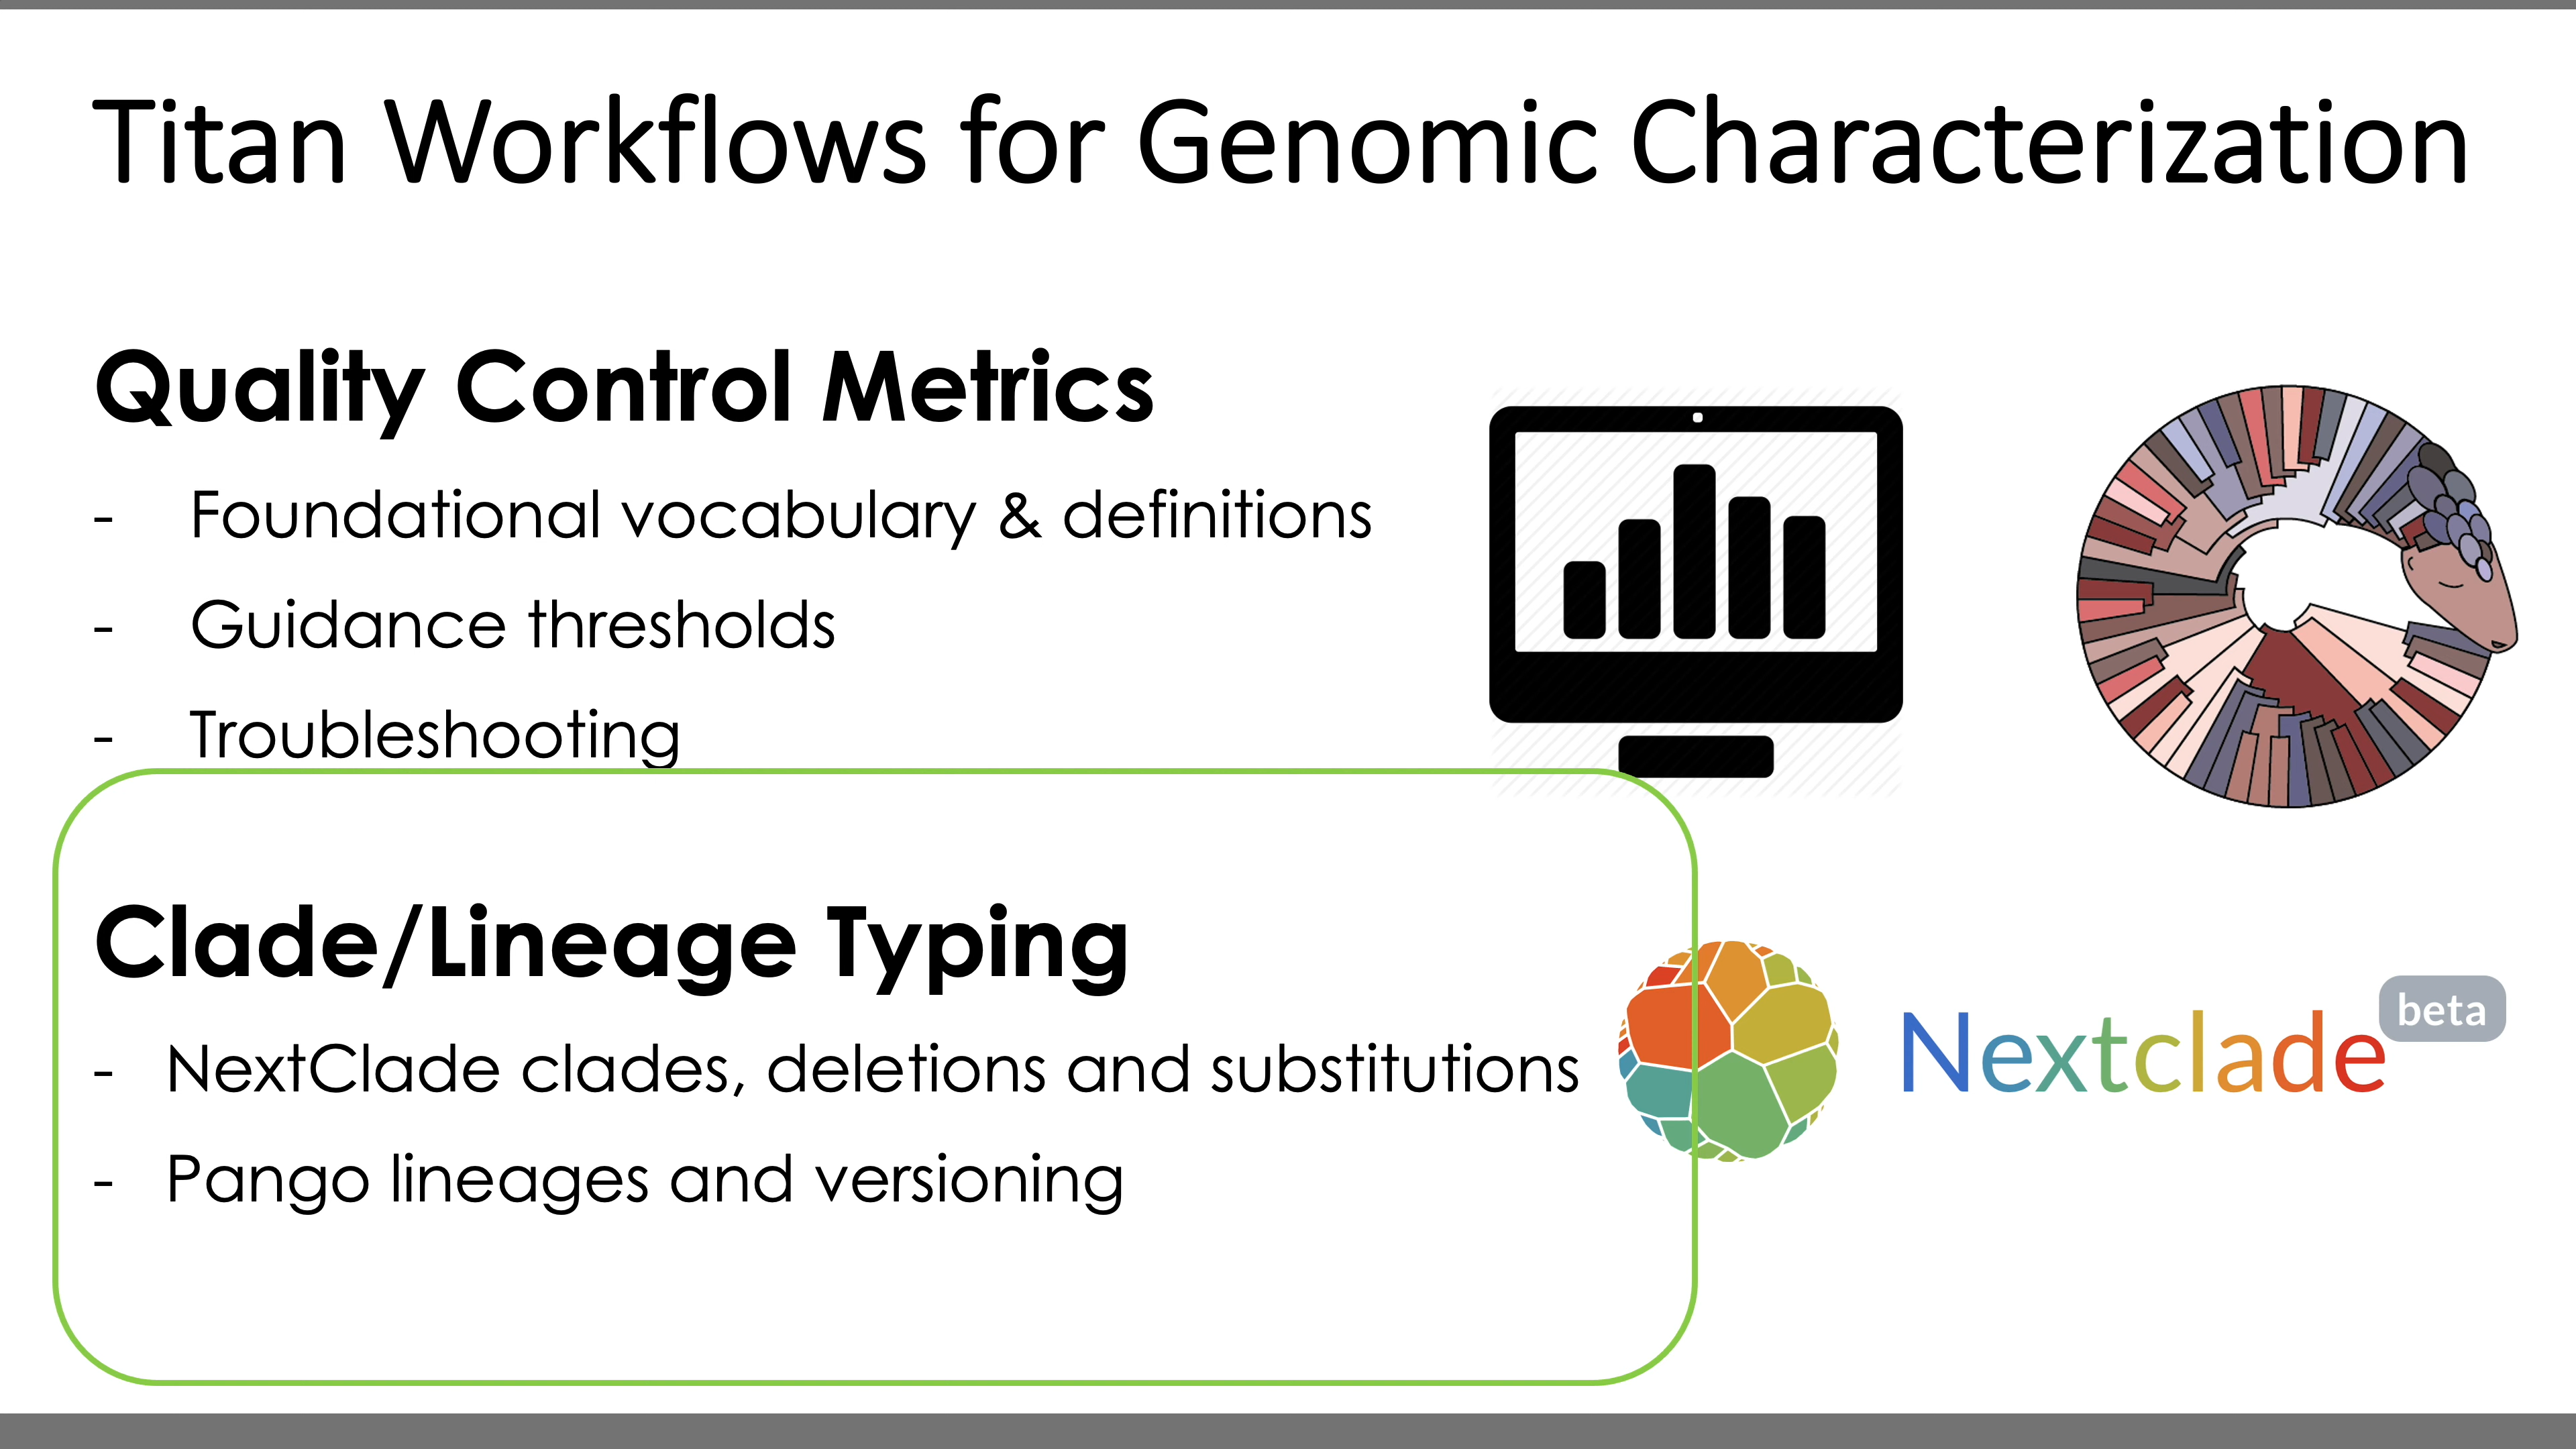 Titan Workflows for Genomic Characterization
Quality Control Metrics
- Foundational vocabulary & definitions
- Guidance thresholds
- Troubleshooting
Clade/Lineage Typing
- NextClade clades, deletions and substitutions
- Pango lineages and versioning
Nextclade beta